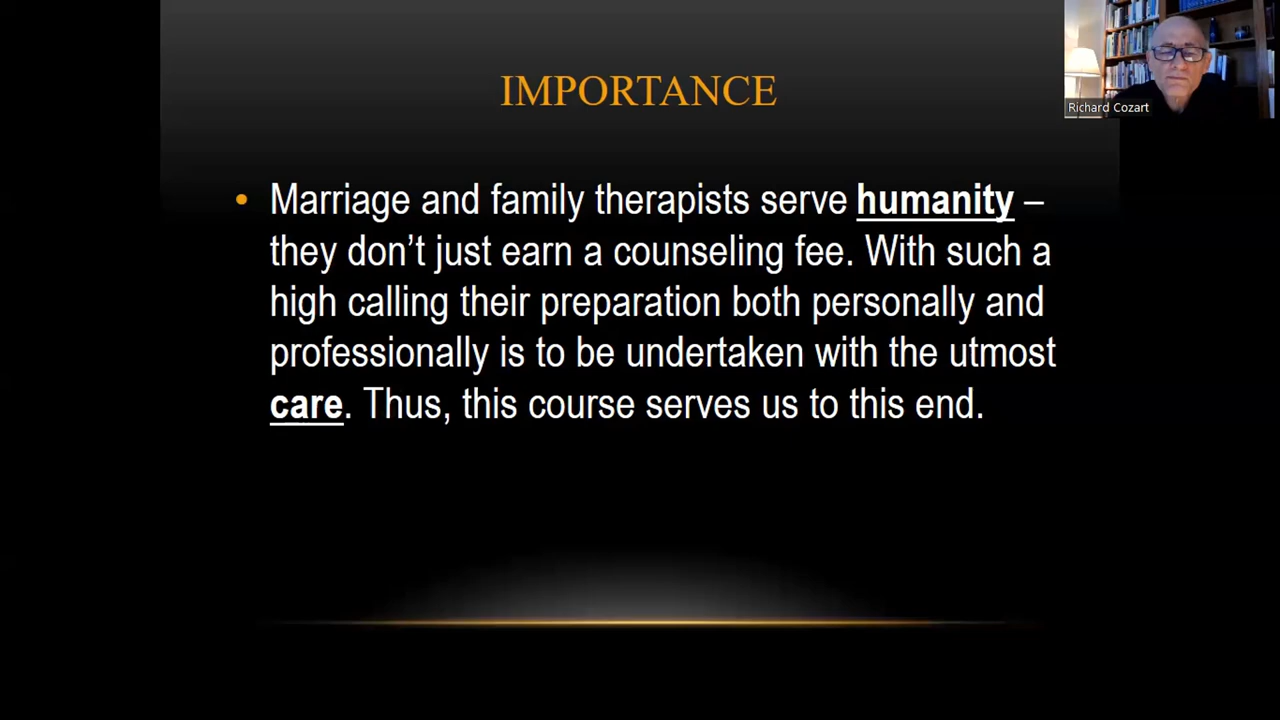 IMPORTANCE
Richard Cozart
• Marriage and family therapists serve humanity –
they don’t just earn a counseling fee. With such a
high calling their preparation both personally and
professionally is to be undertaken with the utmost
care. Thus, this course serves us to this end.